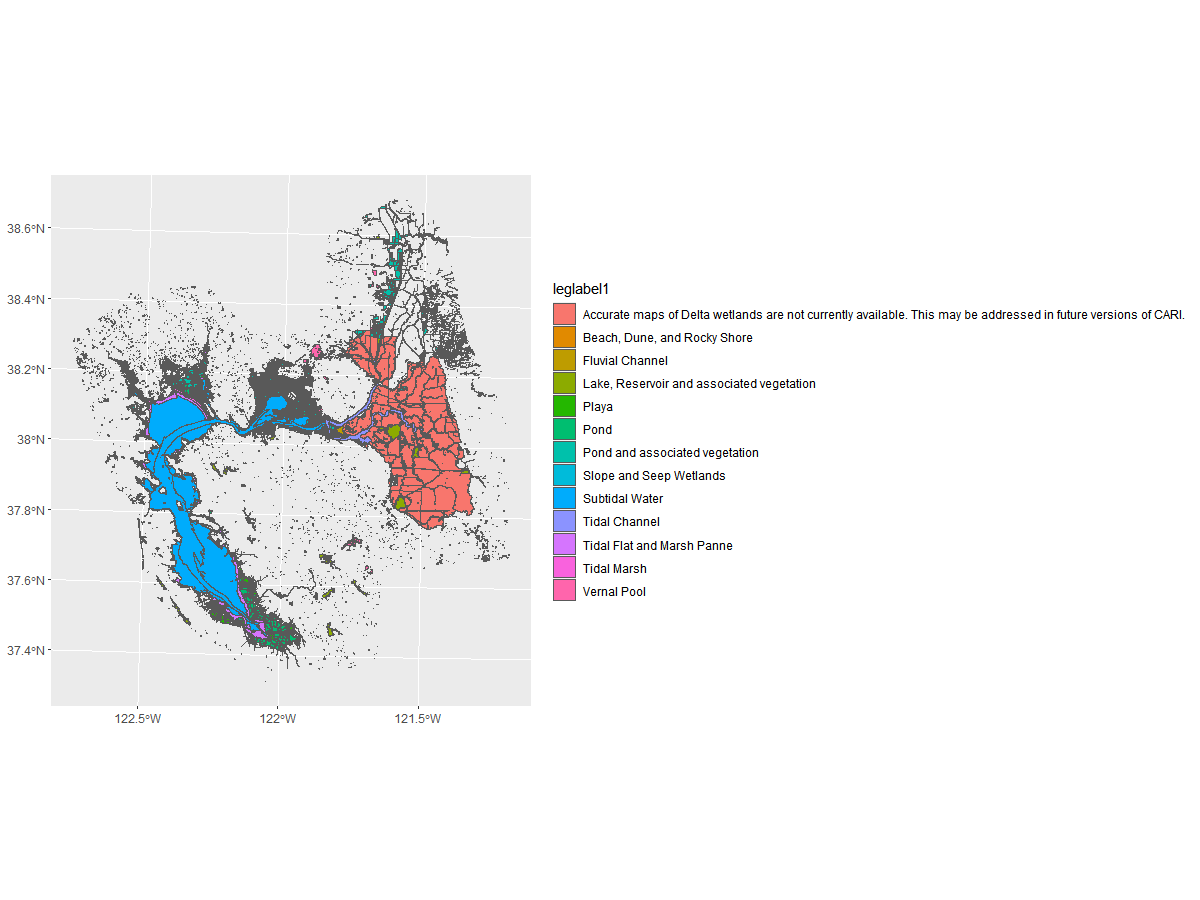 38.6°N
38.4°N
38.2°N
38°N
37.8°N
37.6°N
37.4°N
122.5°W 122°W 121.5°W
leglabel1
Accurate maps of Delta wetlands are not currently available. This may be addressed in future versions of CARI.
Beach, Dune, and Rocky Shore
Fluvial Channel
Lake, Reservoir and associated vegetation
Playa
Pond
Pond and associated vegetation
Slope and Seep Wetlands
Subtidal Water
Tidal Channel
Tidal Flat and Marsh Panne
Tidal Marsh
Vernal Pool